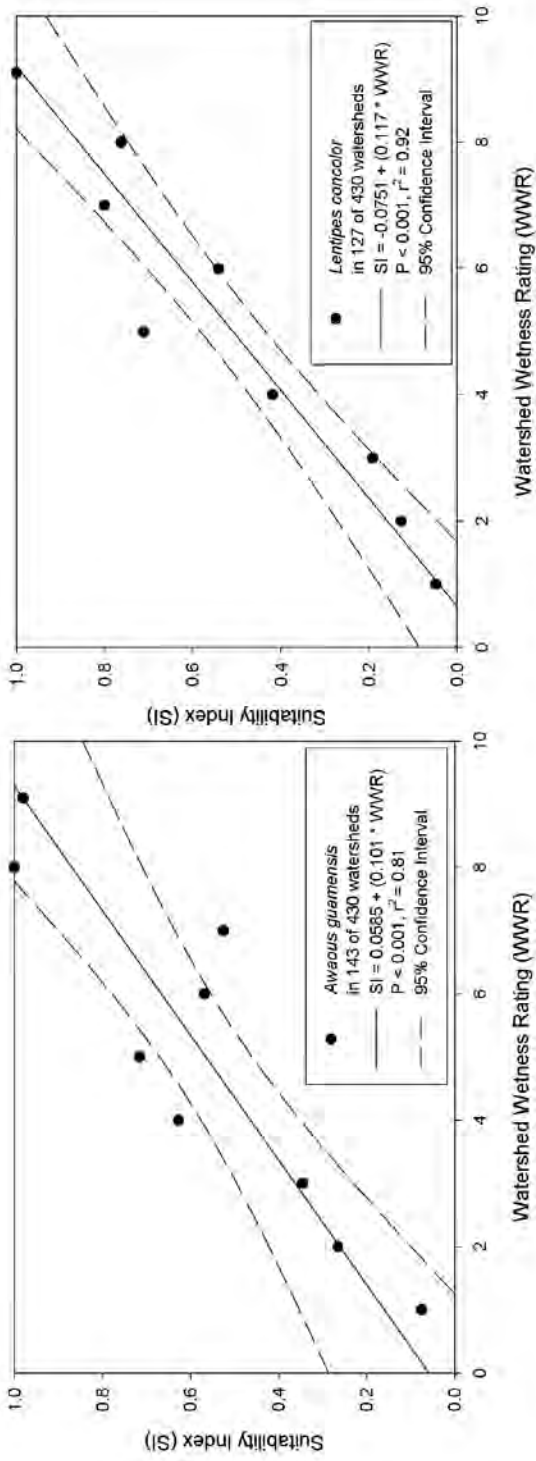 Suitability Index (SI)
1.0
0.8
0.6
0.4
0.2
0.0
0
2
4
6
8
10
Watershed Wetness Rating (WWR)
Awaous guamensis
in 143 of 430 watersheds
SI = 0.0585 + (0.101 * WWR)
P < 0.001, r² = 0.81
95% Confidence Interval
Suitability Index (SI)
1.0
0.8
0.6
0.4
0.2
0.0
0
2
4
6
8
10
Watershed Wetness Rating (WWR)
Lentipes concolor
in 127 of 430 watersheds
SI = -0.0751 + (0.117 * WWR)
P < 0.001, r² = 0.92
95% Confidence Interval